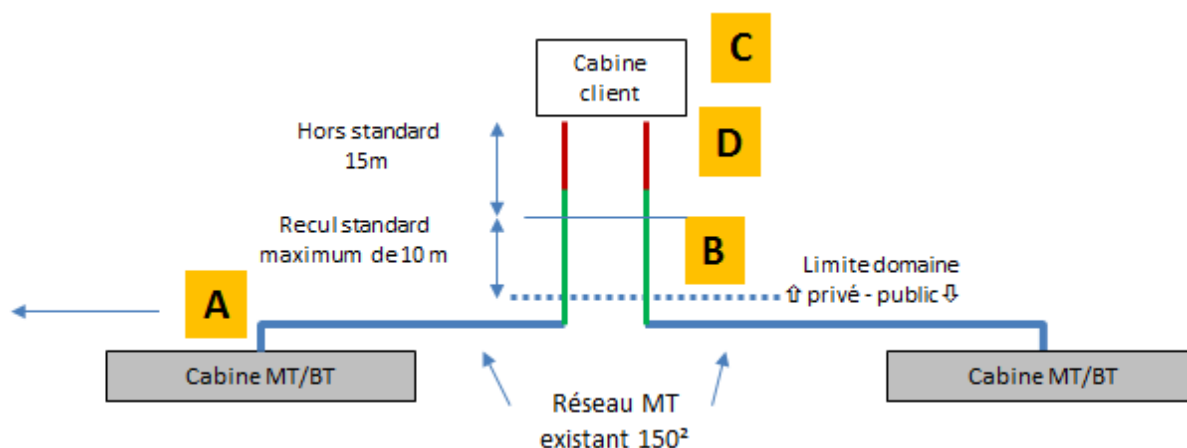 C
Cabine
client
Hors standard
15m
D
Recul standard
maximum de 10 m
B
Limite domaine
⇧ privé - public ⇩
A
Cabine MT/BT
Cabine MT/BT
Réseau MT
existant 150²